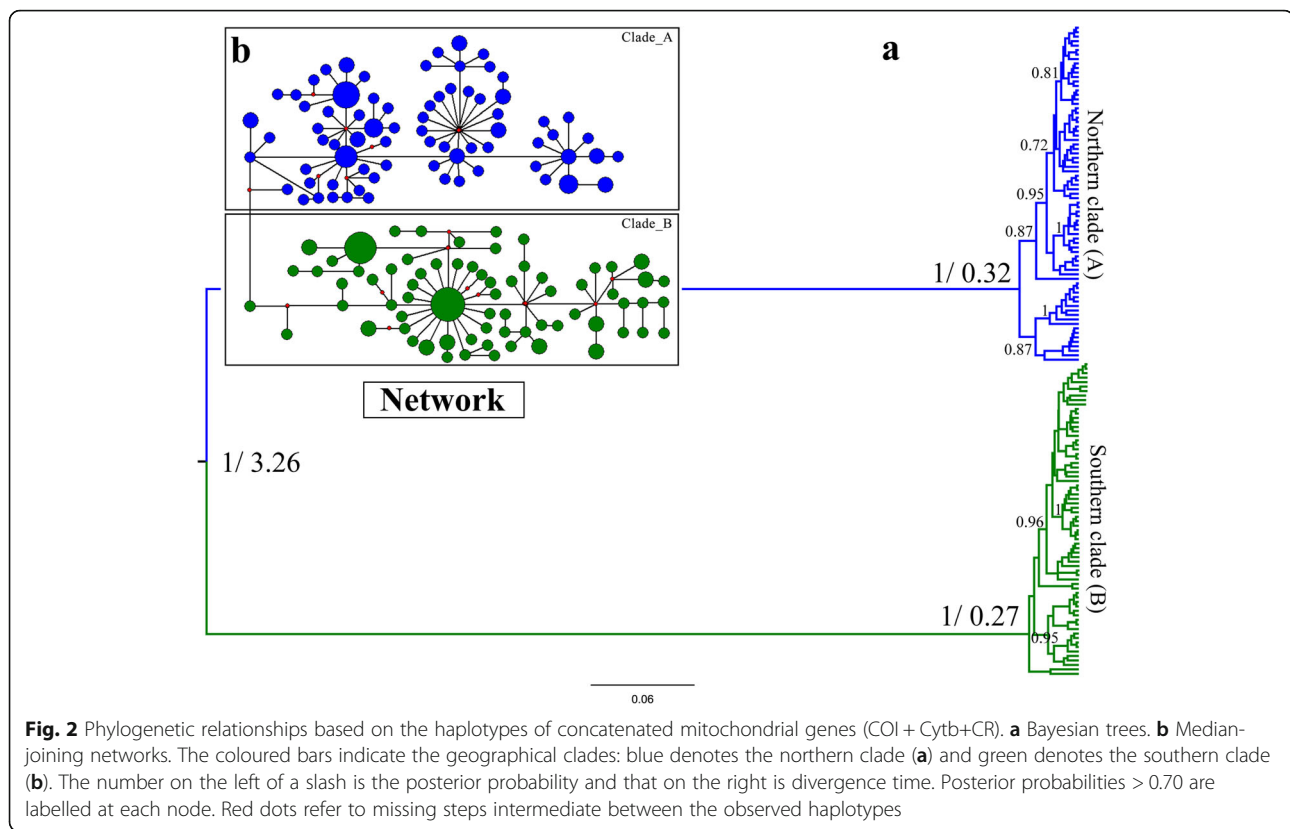 b
Clade_A
a
0.81
0.72
0.95
0.87
1
1/ 0.32
1
0.87
Northern clade (A)
Clade_B
Network
1/ 3.26
0.96
1
1/ 0.27
0.95
Southern clade (B)
0.06
Fig. 2 Phylogenetic relationships based on the haplotypes of concatenated mitochondrial genes (COI + Cytb+CR). a Bayesian trees. b Median-
joining networks. The coloured bars indicate the geographical clades: blue denotes the northern clade (a) and green denotes the southern clade
(b). The number on the left of a slash is the posterior probability and that on the right is divergence time. Posterior probabilities > 0.70 are
labelled at each node. Red dots refer to missing steps intermediate between the observed haplotypes